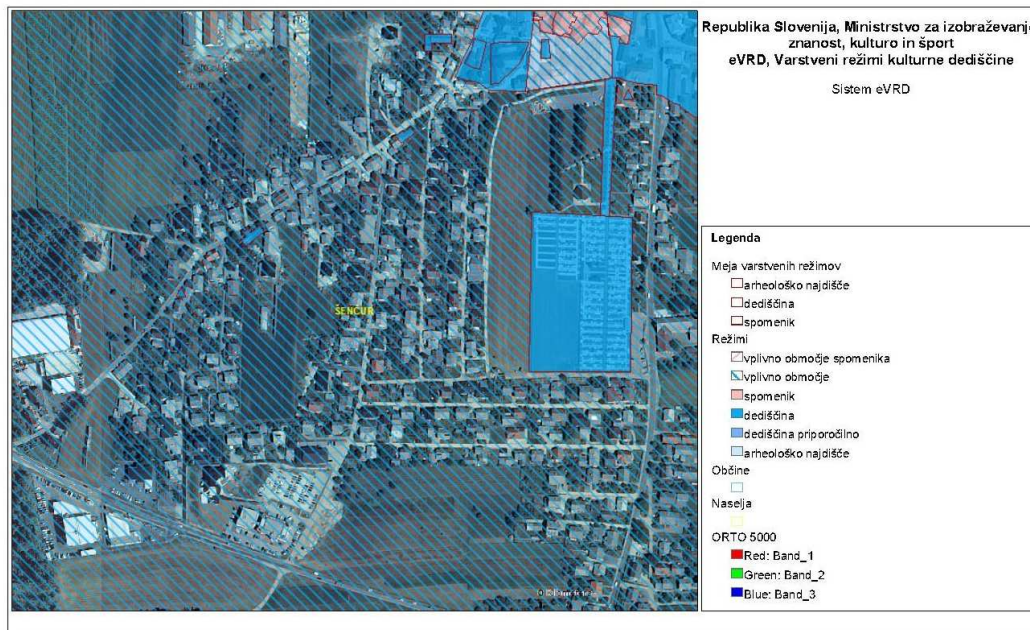 Republika Slovenija, Ministrstvo za izobraževanje
znanost, kulturo in šport
eVRD, Varstveni režimi kulturne dediščine
Sistem eVRD
ŠENČUR
Legenda
Meja varstvenih režimov
arheološko najdišče
dediščina
spomenik
Režimi
vplivno območje spomenika
vplivno območje
spomenik
dediščina
dediščina priporočilno
arheološko najdišče
Občine
Naselja
ORTO 5000
Red: Band_1
Green: Band_2
Blue: Band_3